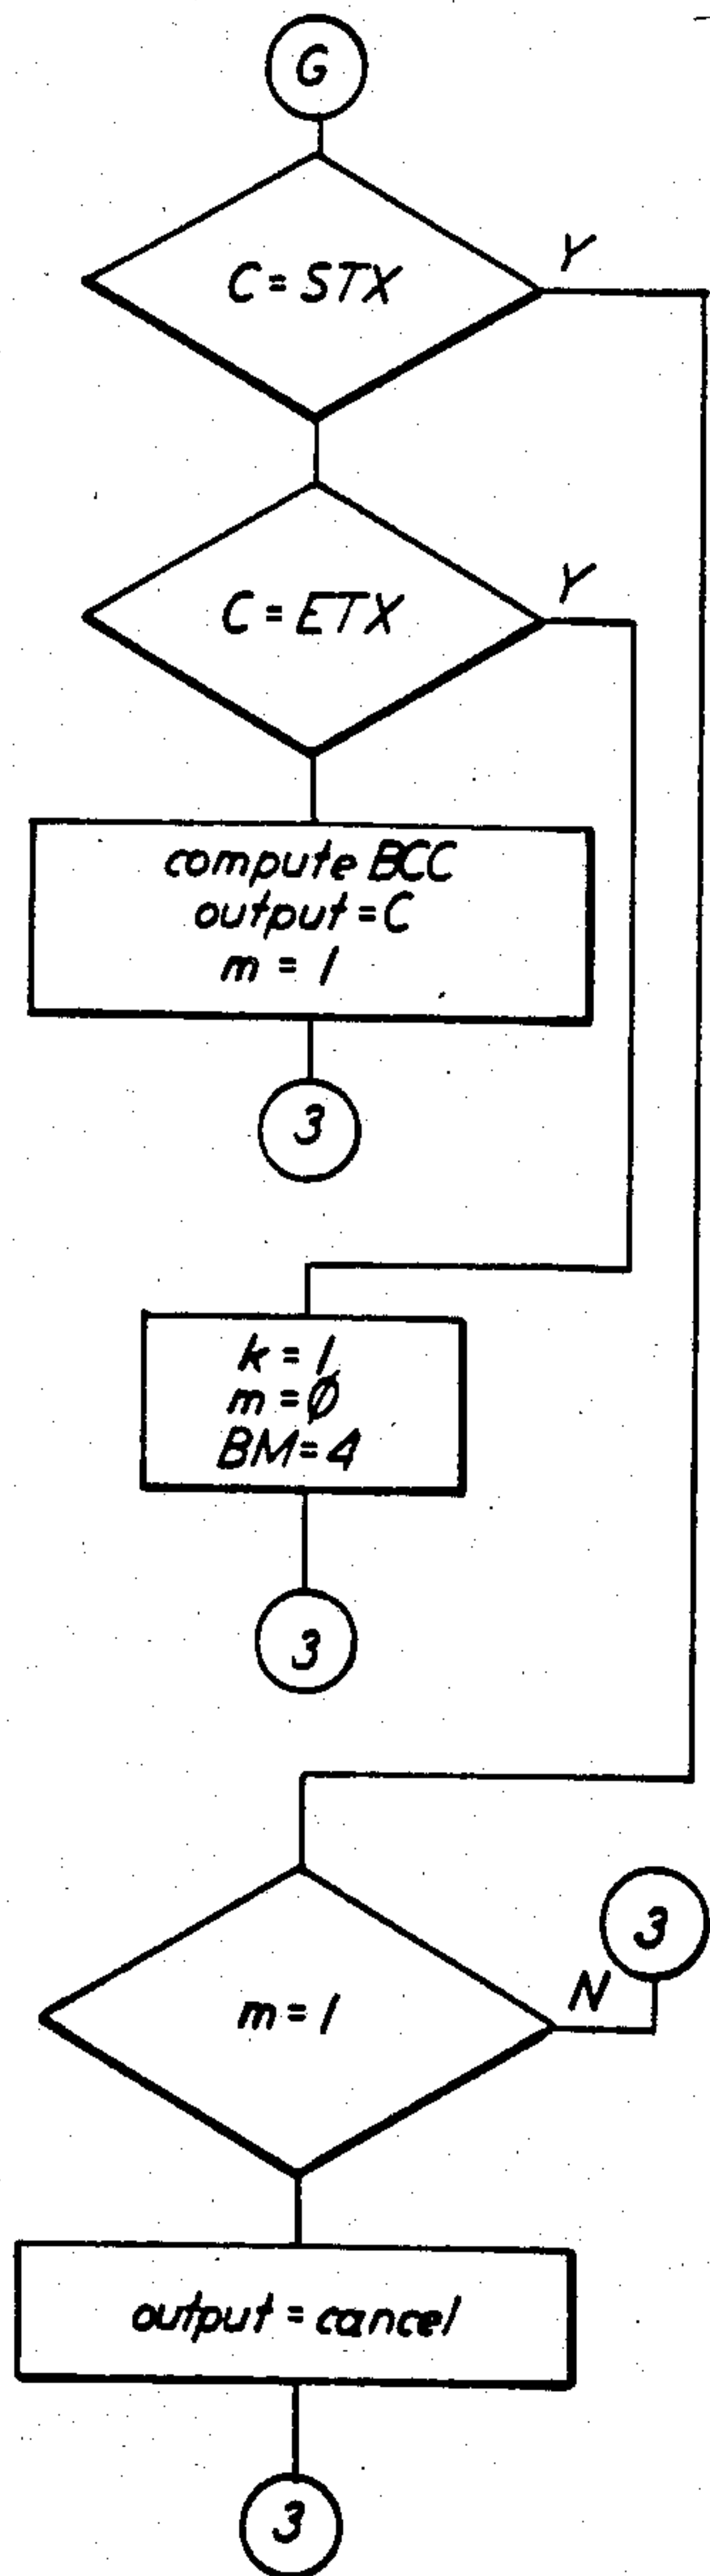 G
C = STX
Y
C = ETX
Y
compute BCC
output = C
m = 1
3
k = 1
m = Ø
BM = 4
3
m = 1
N
3
output = cancel
3